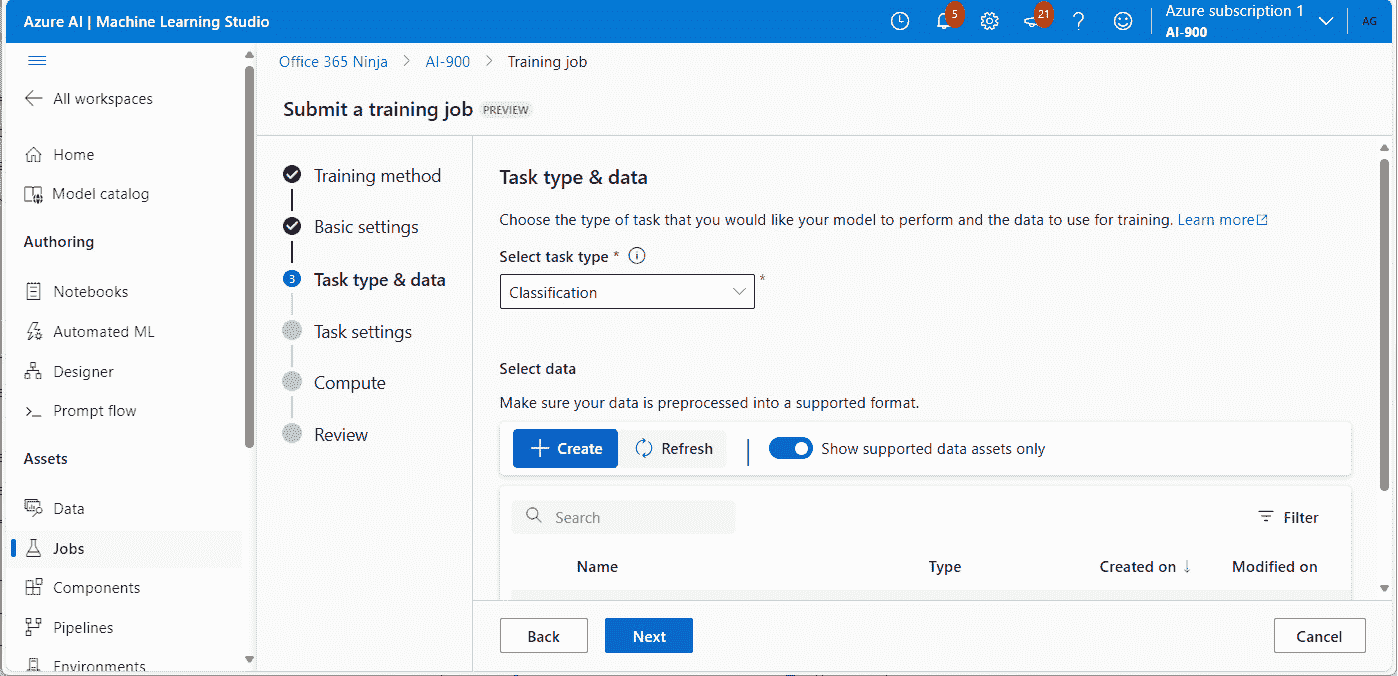 Azure AI | Machine Learning Studio
5
21
Azure subscription 1
AI-900
AG
All workspaces
Home
Model catalog
Authoring
Notebooks
Automated ML
Designer
Prompt flow
Assets
Data
Jobs
Components
Pipelines
Environments
Office 365 Ninja > AI-900 > Training job
Submit a training job PREVIEW
Training method
Basic settings
3 Task type & data
Task settings
Compute
Review
Task type & data
Choose the type of task that you would like your model to perform and the data to use for training. Learn more
Select task type *
Classification *
Select data
Make sure your data is preprocessed into a supported format.
+ Create Refresh Show supported data assets only
Search Filter
Name Type Created on ↓ Modified on
Back Next Cancel